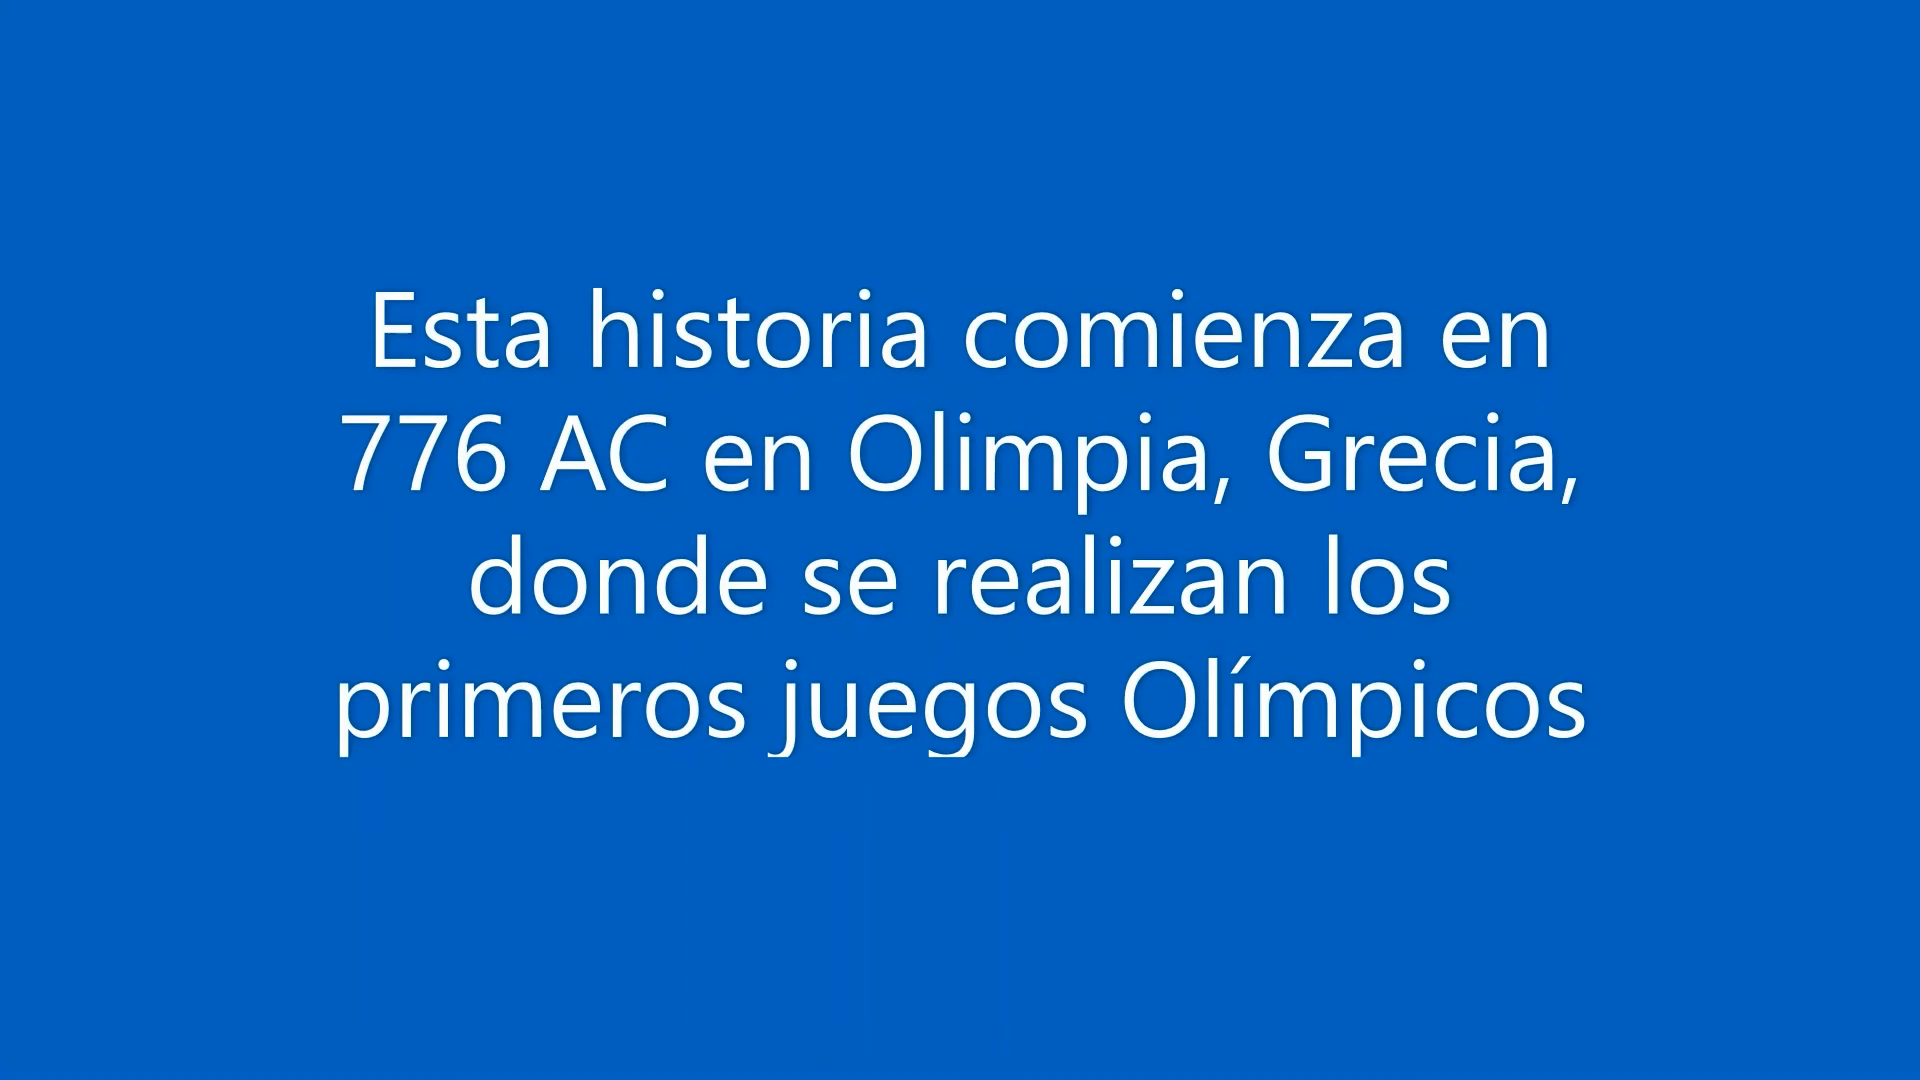 Esta historia comienza en
776 AC en Olimpia, Grecia,
donde se realizan los
primeros juegos Olímpicos